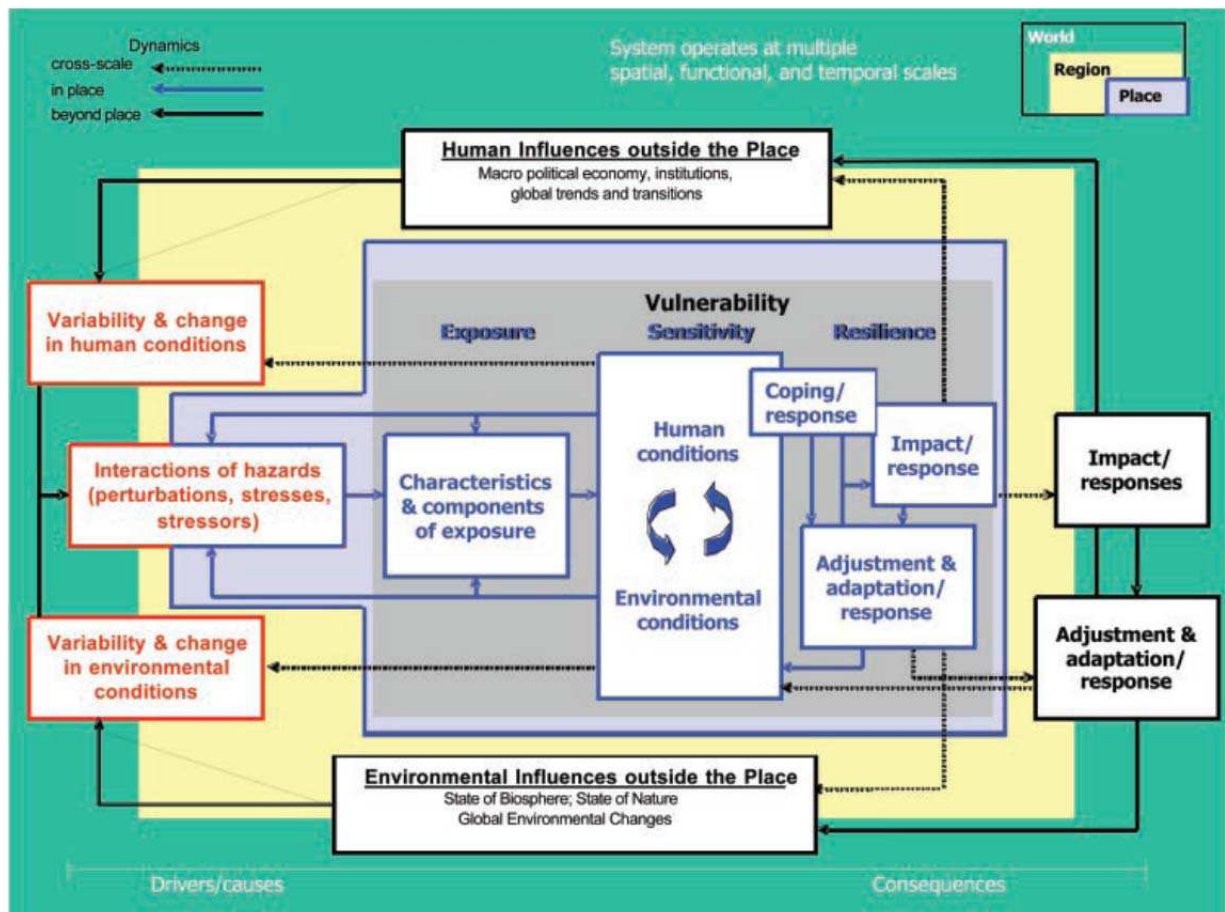 Dynamics
cross-scale
in place
beyond place
System operates at multiple
spatial, functional, and temporal scales
World
Region
Place
Human Influences outside the Place
Macro political economy, institutions,
global trends and transitions
Vulnerability
Exposure
Sensitivity
Resilience
Variability & change
in human conditions
Interactions of hazards
(perturbations, stresses,
stressors)
Variability & change
in environmental
conditions
Characteristics
& components
of exposure
Human
conditions
Environmental
conditions
Coping/
response
Impact/
response
Adjustment &
adaptation/
response
Impact/
responses
Adjustment &
adaptation/
response
Environmental Influences outside the Place
State of Biosphere; State of Nature
Global Environmental Changes
Drivers/causes
Consequences